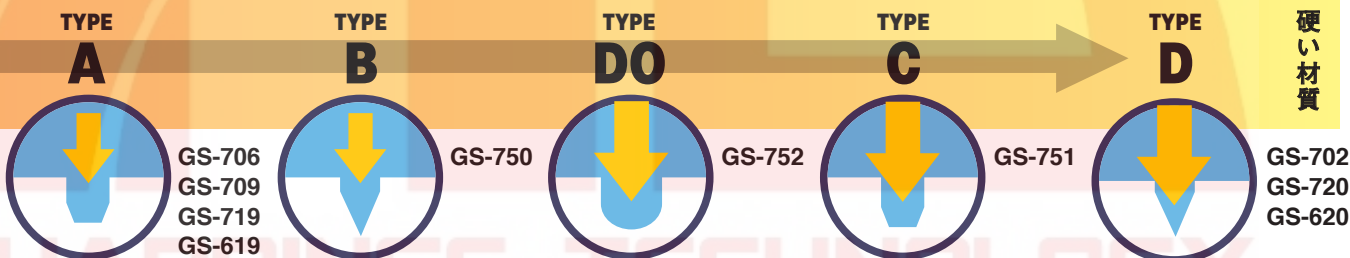 TYPE
A
GS-706
GS-709
GS-719
GS-619
TYPE
B
GS-750
TYPE
DO
GS-752
TYPE
C
GS-751
TYPE
D
GS-702
GS-720
GS-620
硬い材質
TECHNOLOGY